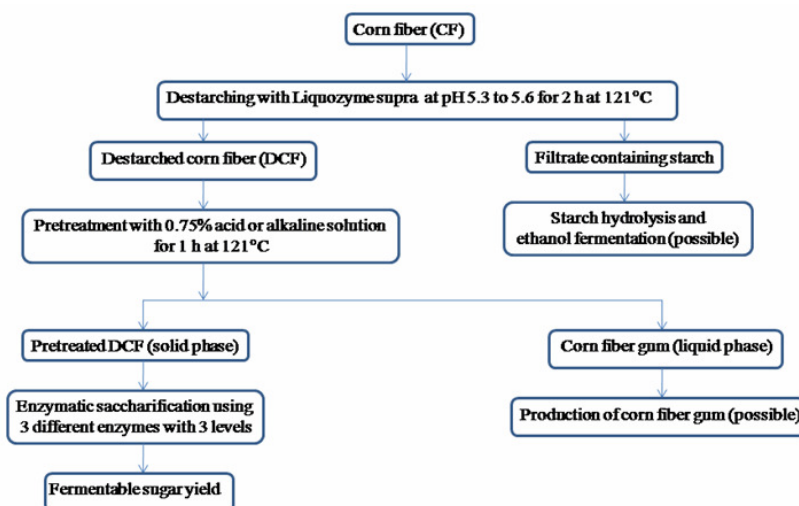 Corn fiber (CF)
Destarching with Liquozyme supra at pH 5.3 to 5.6 for 2 h at 121°C
Destarched corn fiber (DCF)
Filtrate containing starch
Pretreatment with 0.75% acid or alkaline solution
for 1 h at 121°C
Starch hydrolysis and
ethanol fermentation (possible)
Pretreated DCF (solid phase)
Corn fiber gum (liquid phase)
Enzymatic saccharification using
3 different enzymes with 3 levels
Production of corn fiber gum (possible)
Fermentable sugar yield